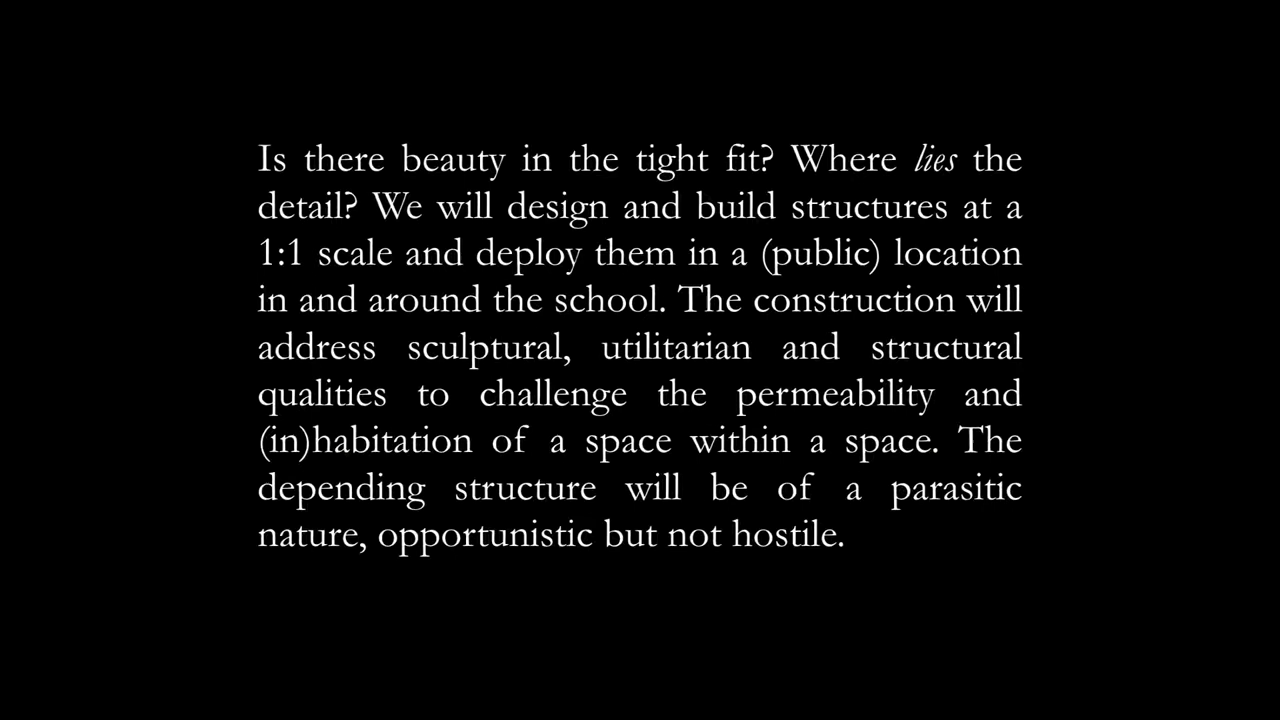 Is there beauty in the tight fit? Where lies the
detail? We will design and build structures at a
1:1 scale and deploy them in a (public) location
in and around the school. The construction will
address sculptural, utilitarian and structural
qualities to challenge the permeability and
(in)habitation of a space within a space. The
depending structure will be of a parasitic
nature, opportunistic but not hostile.